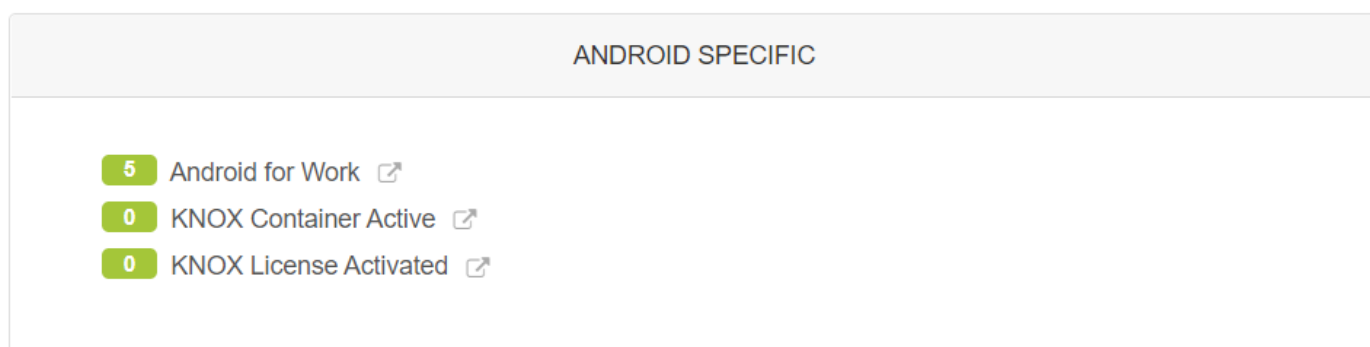 ANDROID SPECIFIC
5 Android for Work
0 KNOX Container Active
0 KNOX License Activated